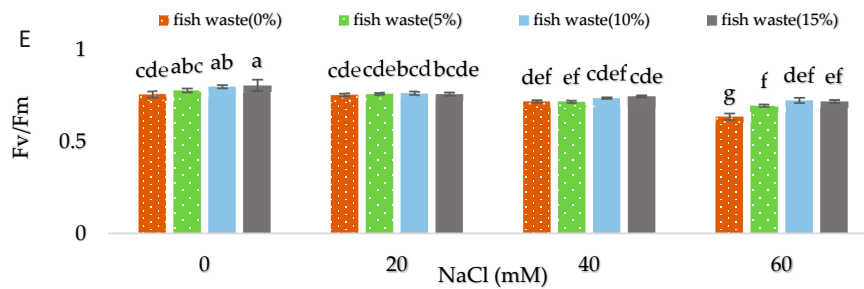 E
fish waste(0%) fish waste(5%) fish waste(10%) fish waste(15%)
1
0.5
0
Fv/Fm
cde abc ab a
cde cde bcd bcde
def ef cdef cde
g f def ef
0 20 40 60
NaCl (mM)